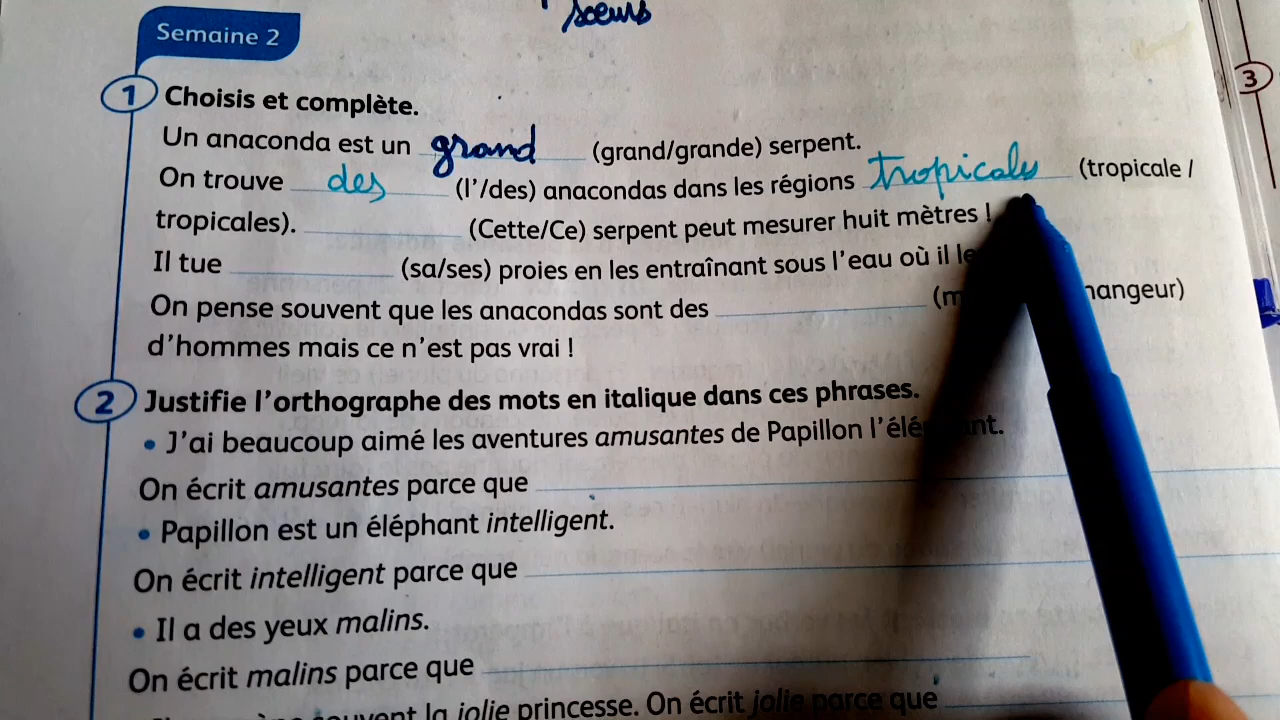 sœurs
Semaine 2
3
1 Choisis et complète.
Un anaconda est un grand (grand/grande) serpent.
On trouve des (l'/des) anacondas dans les régions tropicales (tropicale /
tropicales). (Cette/Ce) serpent peut mesurer huit mètres !
Il tue (sa/ses) proies en les entraînant sous l'eau où il
On pense souvent que les anacondas sont des
d'hommes mais ce n'est pas vrai !
2 Justifie l'orthographe des mots en italique dans ces phrases.
• J'ai beaucoup aimé les aventures amusantes de Papillon
On écrit amusantes parce que
• Papillon est un éléphant intelligent.
On écrit intelligent parce que
• Il a des yeux malins.
On écrit malins parce que
la jolie princesse. On écrit jolie parce que